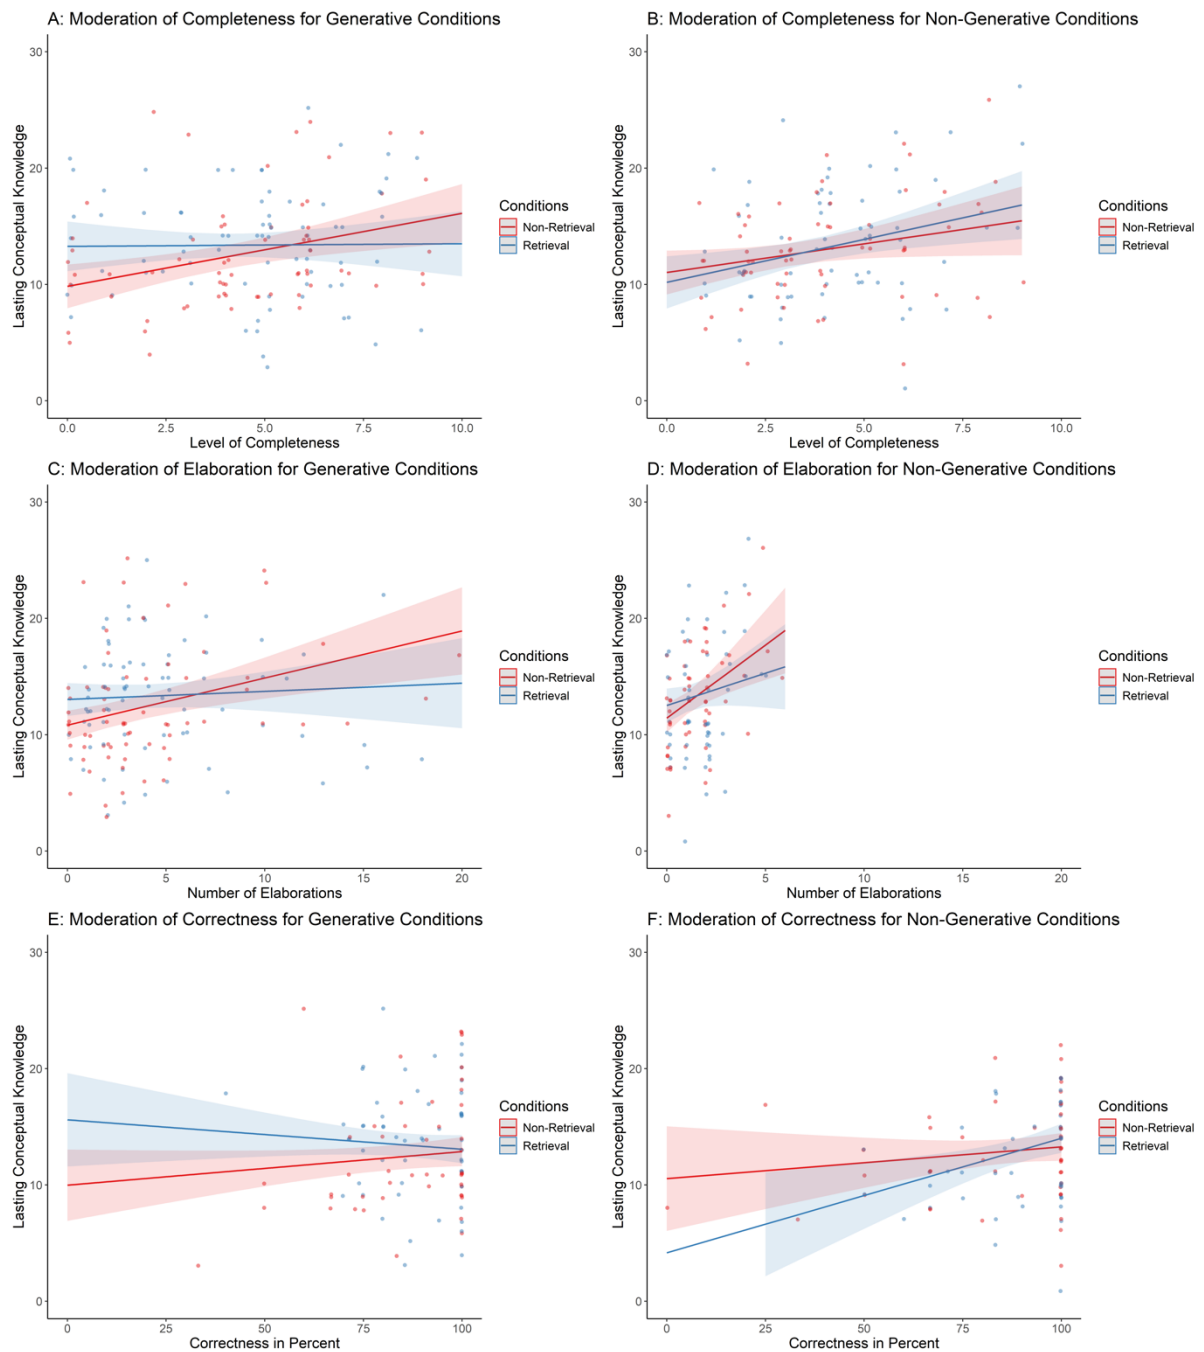 A: Moderation of Completeness for Generative Conditions
30
20
10
0
Lasting Conceptual Knowledge
0.0 2.5 5.0 7.5 10.0
Level of Completeness
Conditions
Non-Retrieval
Retrieval
B: Moderation of Completeness for Non-Generative Conditions
30
20
10
0
Lasting Conceptual Knowledge
0.0 2.5 5.0 7.5 10.0
Level of Completeness
Conditions
Non-Retrieval
Retrieval
C: Moderation of Elaboration for Generative Conditions
30
20
10
0
Lasting Conceptual Knowledge
0 5 10 15 20
Number of Elaborations
Conditions
Non-Retrieval
Retrieval
D: Moderation of Elaboration for Non-Generative Conditions
30
20
10
0
Lasting Conceptual Knowledge
0 5 10 15 20
Number of Elaborations
Conditions
Non-Retrieval
Retrieval
E: Moderation of Correctness for Generative Conditions
30
20
10
0
Lasting Conceptual Knowledge
0 25 50 75 100
Correctness in Percent
Conditions
Non-Retrieval
Retrieval
F: Moderation of Correctness for Non-Generative Conditions
30
20
10
0
Lasting Conceptual Knowledge
0 25 50 75 100
Correctness in Percent
Conditions
Non-Retrieval
Retrieval